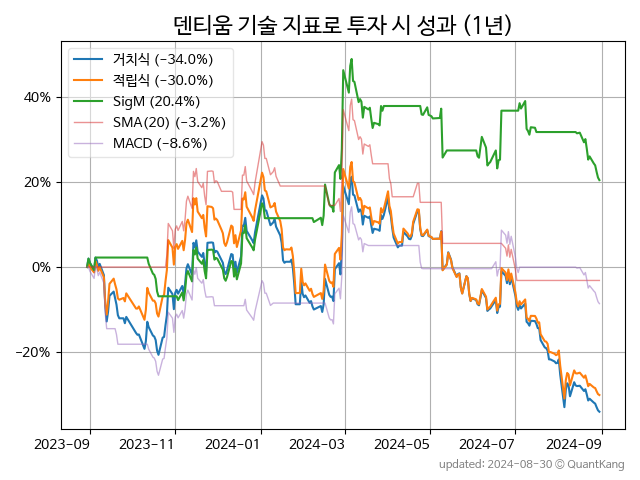 덴티움 기술 지표로 투자 시 성과 (1년)
거치식 (−34.0%)
적립식 (−30.0%)
SigM (20.4%)
SMA(20) (−3.2%)
MACD (−8.6%)
40%
20%
0%
−20%
2023-09 2023-11 2024-01 2024-03 2024-05 2024-07 2024-09
updated: 2024-08-30 © QuantKang